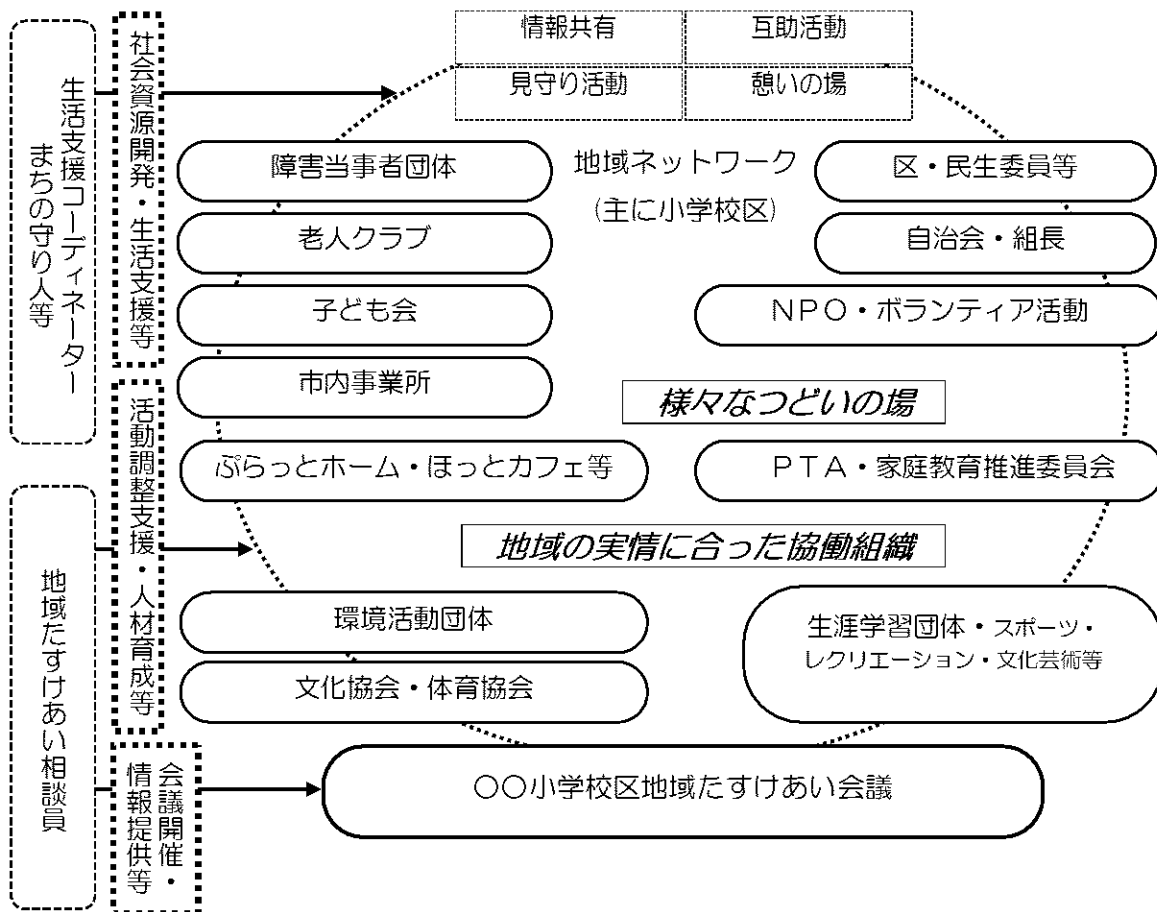 生活支援コーディネーター
まちの守り人等
社会資源開発・生活支援等
情報共有
互助活動
見守り活動
憩いの場
地域ネットワーク
(主に小学校区)
障害当事者団体
老人クラブ
子ども会
市内事業所
ぷらっとホーム・ほっとカフェ等
区・民生委員等
自治会・組長
NPO・ボランティア活動
様々なつどいの場
PTA・家庭教育推進委員会
地域の実情に合った協働組織
地域たすけあい相談員
活動調整支援・人材育成等
環境活動団体
文化協会・体育協会
生涯学習団体・スポーツ・
レクリエーション・文化芸術等
会議開催・
情報提供等
〇〇小学校区地域たすけあい会議